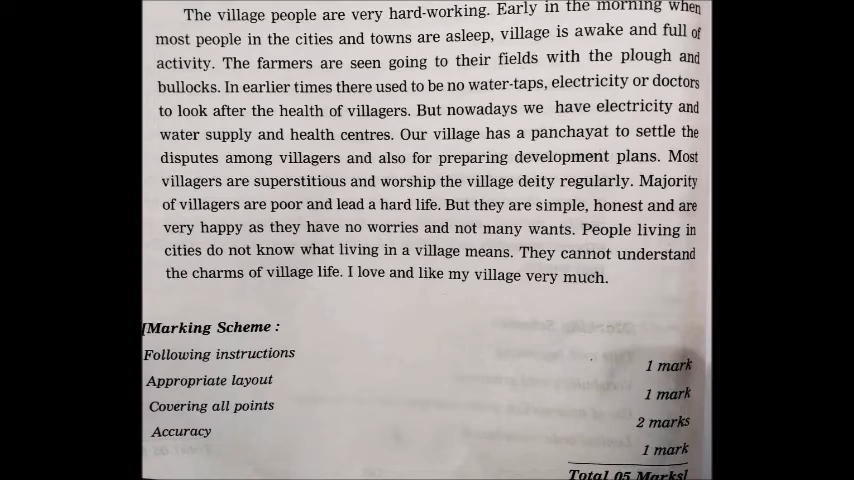 The village people are very hard-working. Early in the morning when
most people in the cities and towns are asleep, village is awake and full of
activity. The farmers are seen going to their fields with the plough and
bullocks. In earlier times there used to be no water-taps, electricity or doctors
to look after the health of villagers. But nowadays we have electricity and
water supply and health centres. Our village has a panchayat to settle the
disputes among villagers and also for preparing development plans. Most
villagers are superstitious and worship the village deity regularly. Majority
of villagers are poor and lead a hard life. But they are simple, honest and are
very happy as they have no worries and not many wants. People living in
cities do not know what living in a village means. They cannot understand
the charms of village life. I love and like my village very much.
[Marking Scheme :
Following instructions 1 mark
Appropriate layout 1 mark
Covering all points 2 marks
Accuracy 1 mark
Total 05 Marks]